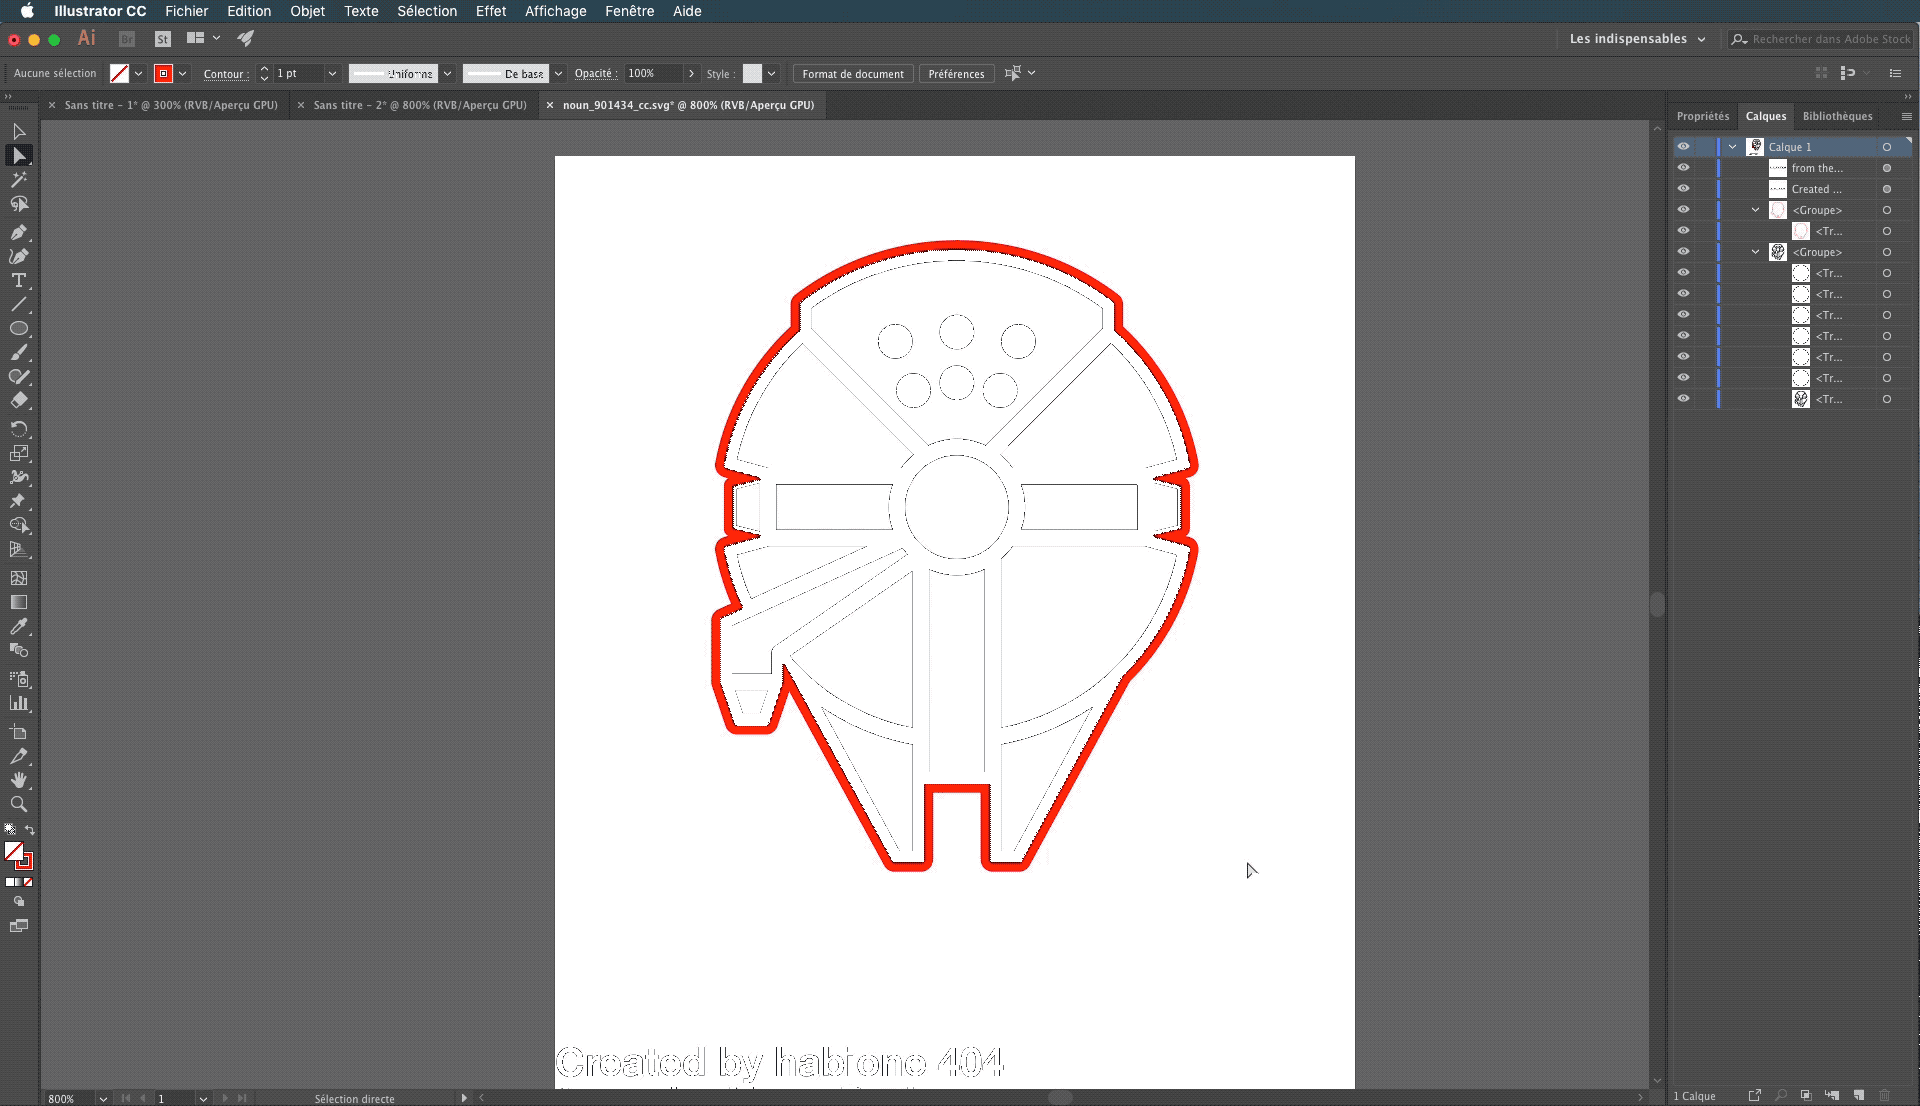 Illustrator CC Fichier Edition Objet Texte Sélection Effet Affichage Fenêtre Aide
Ai Br St Les indispensables Rechercher dans Adobe Stock
Aucune sélection Contour : 1 pt Uniforme De base Opacité : 100% Style : Format de document Préférences
Sans titre - 1* @ 300% (RVB/Aperçu GPU) Sans titre - 2* @ 800% (RVB/Aperçu GPU) noun_901434_cc.svg* @ 800% (RVB/Aperçu GPU)
Propriétés Calques Bibliothèques
Calque 1
from the...
Created ...
<Groupe>
<Tr...
<Groupe>
<Tr...
<Tr...
<Tr...
<Tr...
<Tr...
<Tr...
<Tr...
Created by habione 404
800% 1 Sélection directe 1 Calque